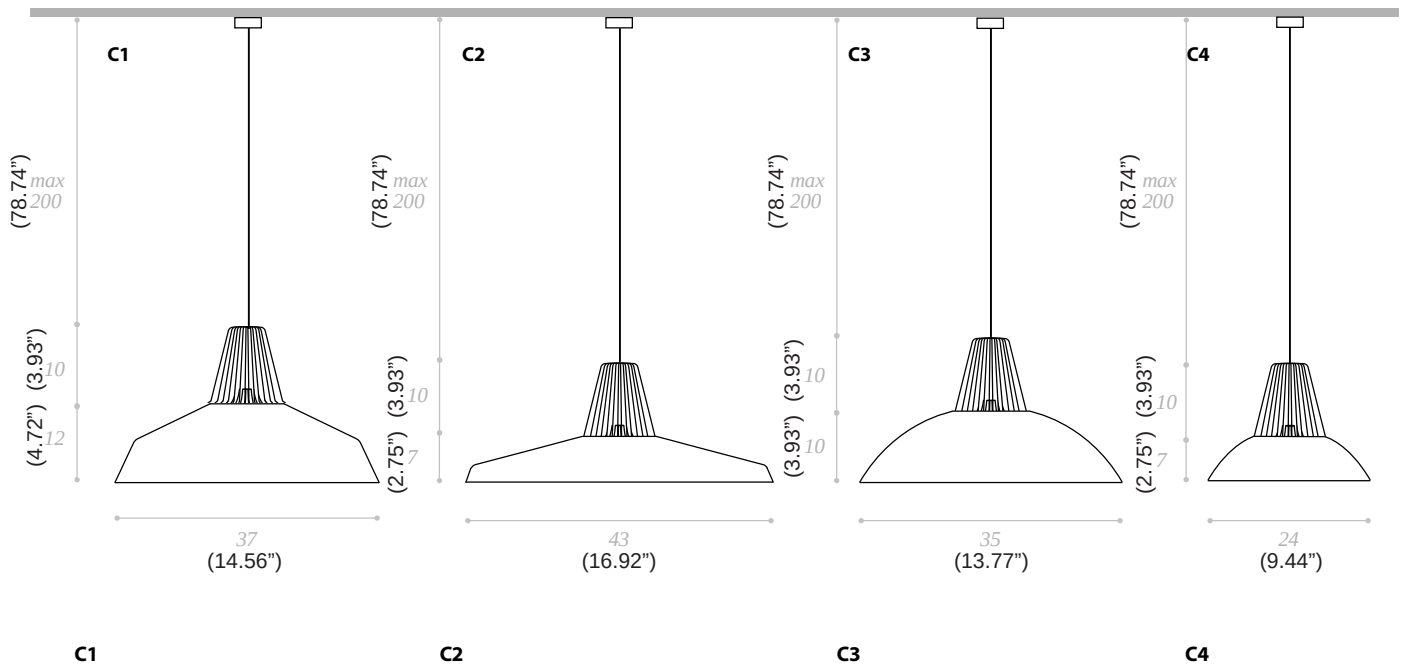 C1
C2
C3
C4
(78.74”)
max
200
(78.74”)
max
200
(78.74”)
max
200
(78.74”)
max
200
(3.93”)
10
(4.72”)
12
(3.93”)
10
(2.75”)
7
(3.93”)
10
(3.93”)
10
(3.93”)
10
(2.75”)
7
37
(14.56”)
43
(16.92”)
35
(13.77”)
24
(9.44”)
C1
C2
C3
C4